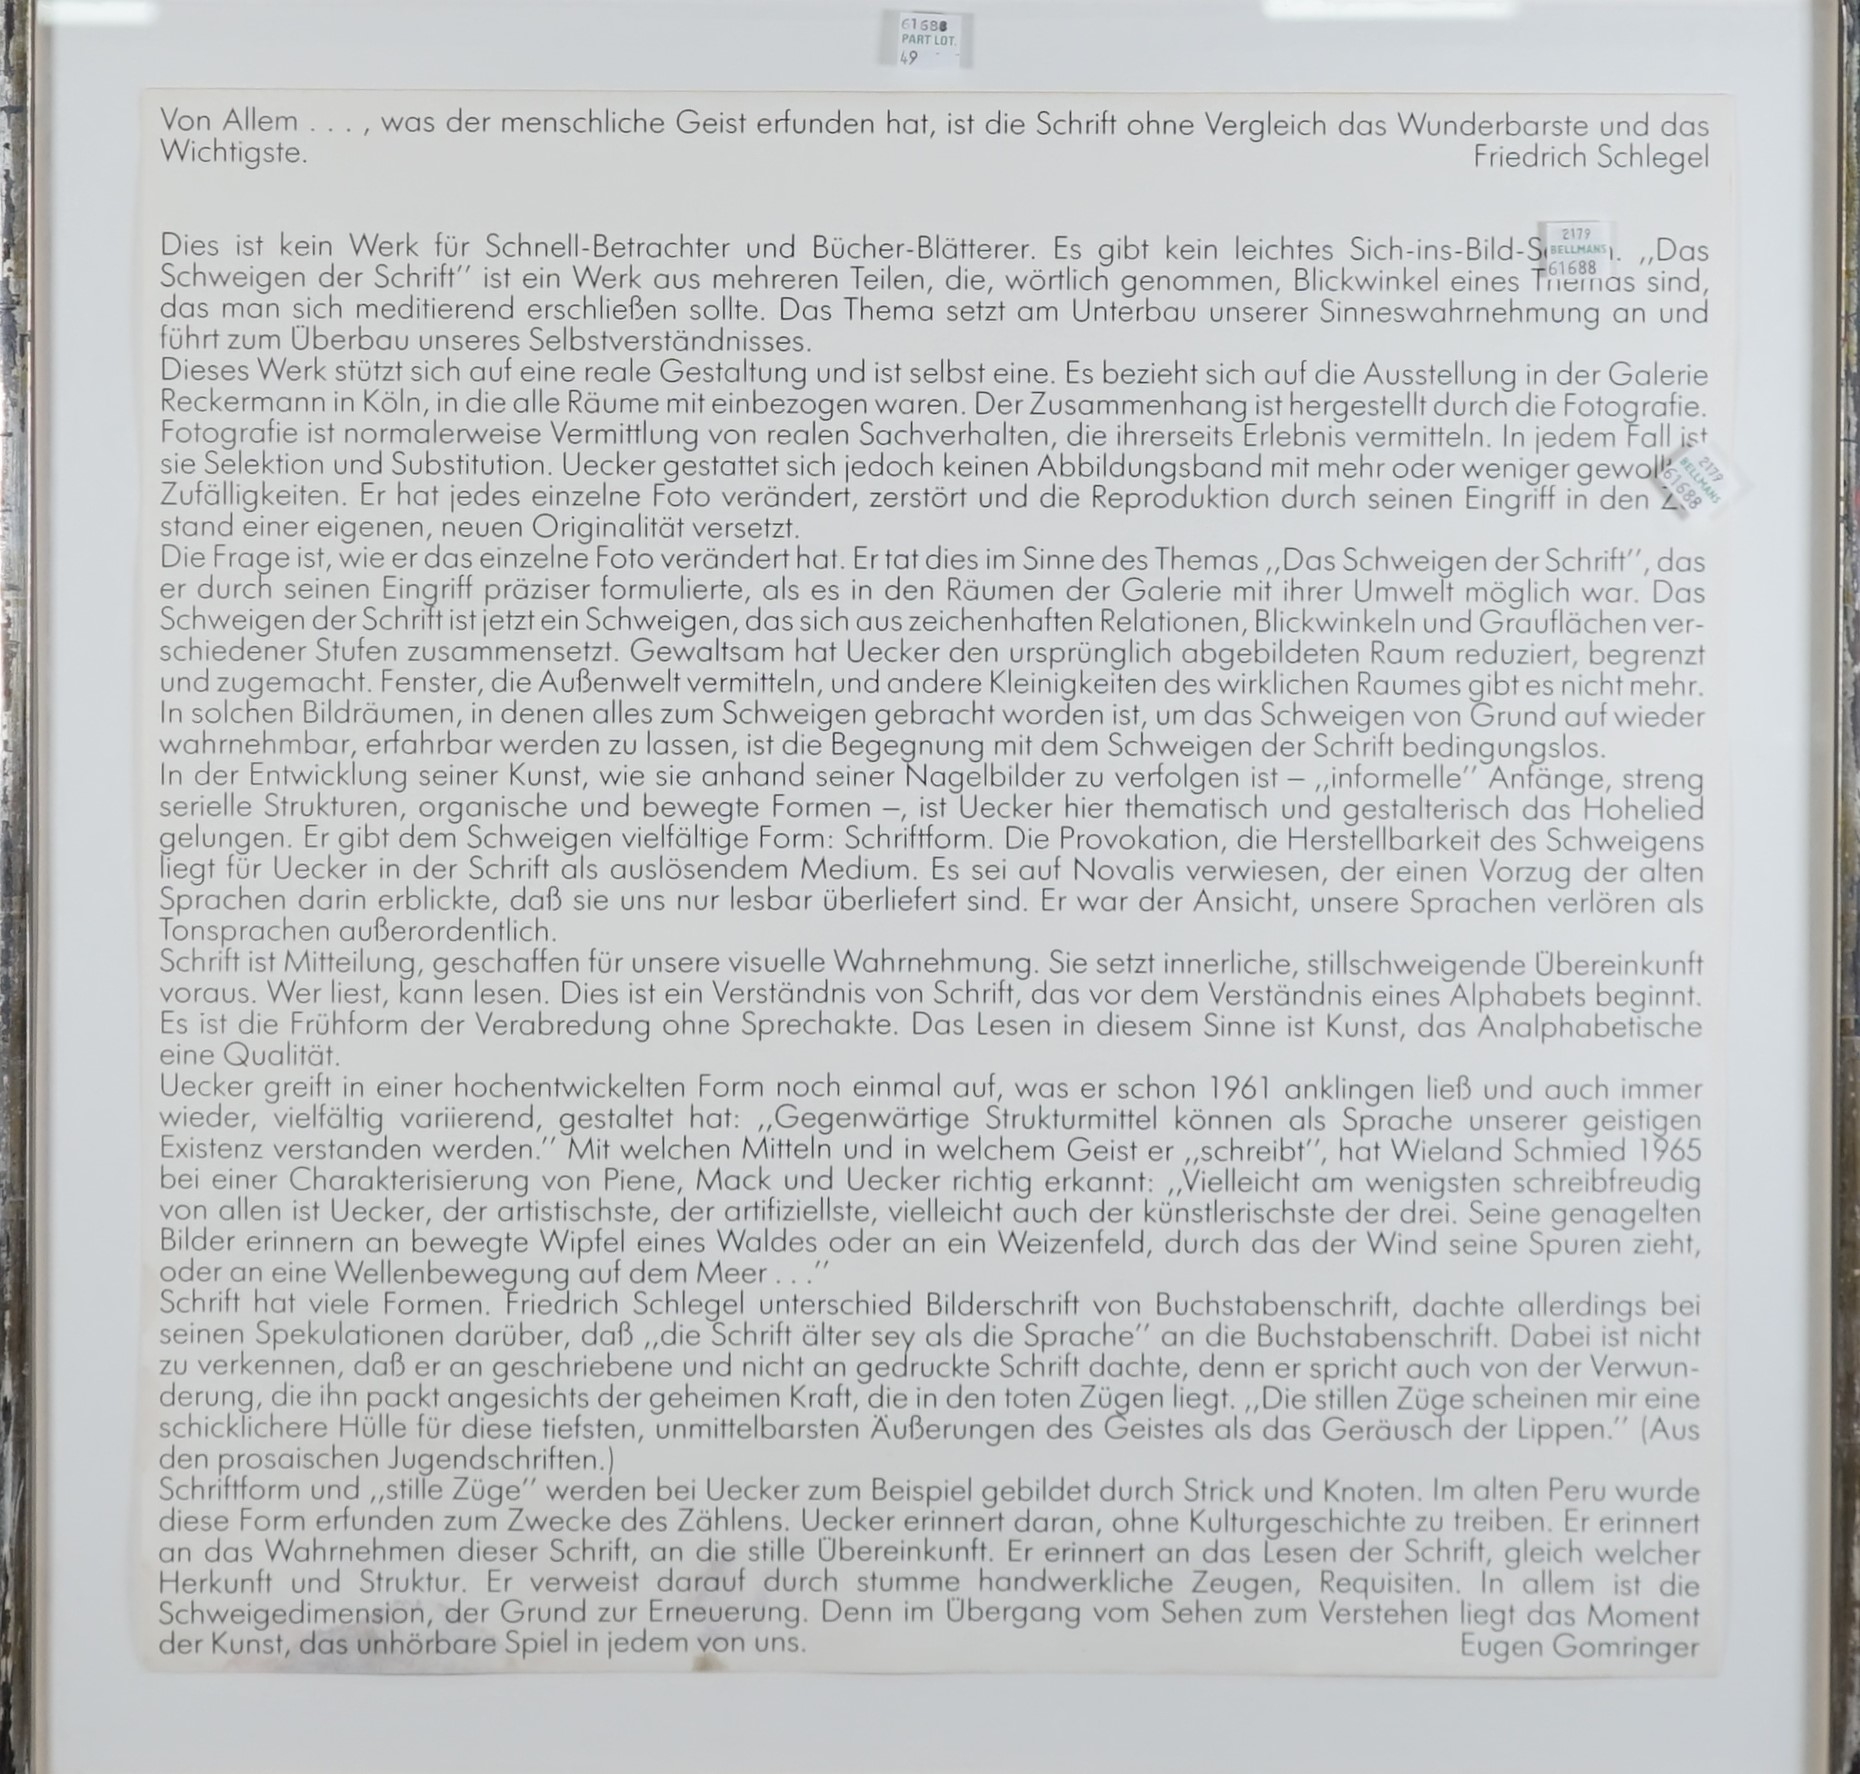 61688
PART LOT.
49
Von Allem . . . , was der menschliche Geist erfunden hat, ist die Schrift ohne Vergleich das Wunderbarste und das
Wichtigste. Friedrich Schlegel
Dies ist kein Werk für Schnell-Betrachter und Bücher-Blätterer. Es gibt kein leichtes Sich-ins-Bild-S „Das
2179
BELLMANS
61688
Schweigen der Schrift” ist ein Werk aus mehreren Teilen, die, wörtlich genommen, Blickwinkel eines Themas sind,
das man sich meditierend erschließen sollte. Das Thema setzt am Unterbau unserer Sinneswahrnehmung an und
führt zum Überbau unseres Selbstverständnisses.
Dieses Werk stützt sich auf eine reale Gestaltung und ist selbst eine. Es bezieht sich auf die Ausstellung in der Galerie
Reckermann in Köln, in die alle Räume mit einbezogen waren. Der Zusammenhang ist hergestellt durch die Fotografie.
Fotografie ist normalerweise Vermittlung von realen Sachverhalten, die ihrerseits Erlebnis vermitteln. In jedem Fall ist
sie Selektion und Substitution. Uecker gestattet sich jedoch keinen Abbildungsband mit mehr oder weniger gewoll
2179
BELLMANS
61688
Zufälligkeiten. Er hat jedes einzelne Foto verändert, zerstört und die Reproduktion durch seinen Eingriff in den
stand einer eigenen, neuen Originalität versetzt.
Die Frage ist, wie er das einzelne Foto verändert hat. Er tat dies im Sinne des Themas „Das Schweigen der Schrift”, das
er durch seinen Eingriff präziser formulierte, als es in den Räumen der Galerie mit ihrer Umwelt möglich war. Das
Schweigen der Schrift ist jetzt ein Schweigen, das sich aus zeichenhaften Relationen, Blickwinkeln und Grauflächen ver-
schiedener Stufen zusammensetzt. Gewaltsam hat Uecker den ursprünglich abgebildeten Raum reduziert, begrenzt
und zugemacht. Fenster, die Außenwelt vermitteln, und andere Kleinigkeiten des wirklichen Raumes gibt es nicht mehr.
In solchen Bildräumen, in denen alles zum Schweigen gebracht worden ist, um das Schweigen von Grund auf wieder
wahrnehmbar, erfahrbar werden zu lassen, ist die Begegnung mit dem Schweigen der Schrift bedingungslos.
In der Entwicklung seiner Kunst, wie sie anhand seiner Nagelbilder zu verfolgen ist – „informelle” Anfänge, streng
serielle Strukturen, organische und bewegte Formen –, ist Uecker hier thematisch und gestalterisch das Hohelied
gelungen. Er gibt dem Schweigen vielfältige Form: Schriftform. Die Provokation, die Herstellbarkeit des Schweigens
liegt für Uecker in der Schrift als auslösendem Medium. Es sei auf Novalis verwiesen, der einen Vorzug der alten
Sprachen darin erblickte, daß sie uns nur lesbar überliefert sind. Er war der Ansicht, unsere Sprachen verlören als
Tonsprachen außerordentlich.
Schrift ist Mitteilung, geschaffen für unsere visuelle Wahrnehmung. Sie setzt innerliche, stillschweigende Übereinkunft
voraus. Wer liest, kann lesen. Dies ist ein Verständnis von Schrift, das vor dem Verständnis eines Alphabets beginnt.
Es ist die Frühform der Verabredung ohne Sprechakte. Das Lesen in diesem Sinne ist Kunst, das Analphabetische
eine Qualität.
Uecker greift in einer hochentwickelten Form noch einmal auf, was er schon 1961 anklingen ließ und auch immer
wieder, vielfältig variierend, gestaltet hat: „Gegenwärtige Strukturmittel können als Sprache unserer geistigen
Existenz verstanden werden.” Mit welchen Mitteln und in welchem Geist er „schreibt”, hat Wieland Schmied 1965
bei einer Charakterisierung von Piene, Mack und Uecker richtig erkannt: „Vielleicht am wenigsten schreibfreudig
von allen ist Uecker, der artistischste, der artifiziellste, vielleicht auch der künstlerischste der drei. Seine genagelten
Bilder erinnern an bewegte Wipfel eines Waldes oder an ein Weizenfeld, durch das der Wind seine Spuren zieht,
oder an eine Wellenbewegung auf dem Meer . . .”
Schrift hat viele Formen. Friedrich Schlegel unterschied Bilderschrift von Buchstabenschrift, dachte allerdings bei
seinen Spekulationen darüber, daß „die Schrift älter sey als die Sprache” an die Buchstabenschrift. Dabei ist nicht
zu verkennen, daß er an geschriebene und nicht an gedruckte Schrift dachte, denn er spricht auch von der Verwun-
derung, die ihn packt angesichts der geheimen Kraft, die in den toten Zügen liegt. „Die stillen Züge scheinen mir eine
schicklichere Hülle für diese tiefsten, unmittelbarsten Äußerungen des Geistes als das Geräusch der Lippen.” (Aus
den prosaischen Jugendschriften.)
Schriftform und „stille Züge” werden bei Uecker zum Beispiel gebildet durch Strick und Knoten. Im alten Peru wurde
diese Form erfunden zum Zwecke des Zählens. Uecker erinnert daran, ohne Kulturgeschichte zu treiben. Er erinnert
an das Wahrnehmen dieser Schrift, an die stille Übereinkunft. Er erinnert an das Lesen der Schrift, gleich welcher
Herkunft und Struktur. Er verweist darauf durch stumme handwerkliche Zeugen, Requisiten. In allem ist die
Schweigedimension, der Grund zur Erneuerung. Denn im Übergang vom Sehen zum Verstehen liegt das Moment
der Kunst, das unhörbare Spiel in jedem von uns. Eugen Gomringer